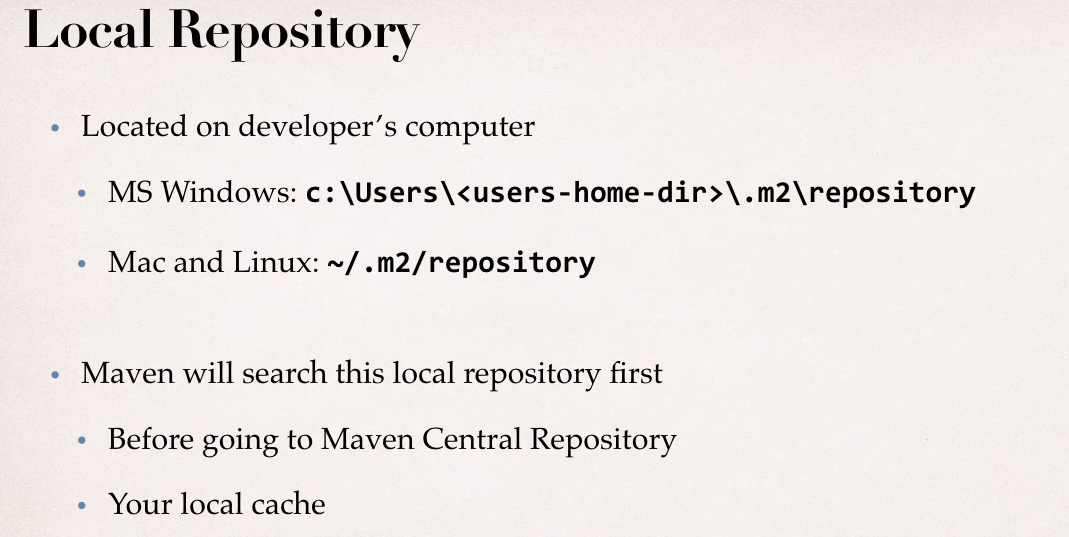 Local Repository
• Located on developer’s computer
• MS Windows: c:\Users\<users-home-dir>\.m2\repository
• Mac and Linux: ~/.m2/repository
• Maven will search this local repository first
• Before going to Maven Central Repository
• Your local cache